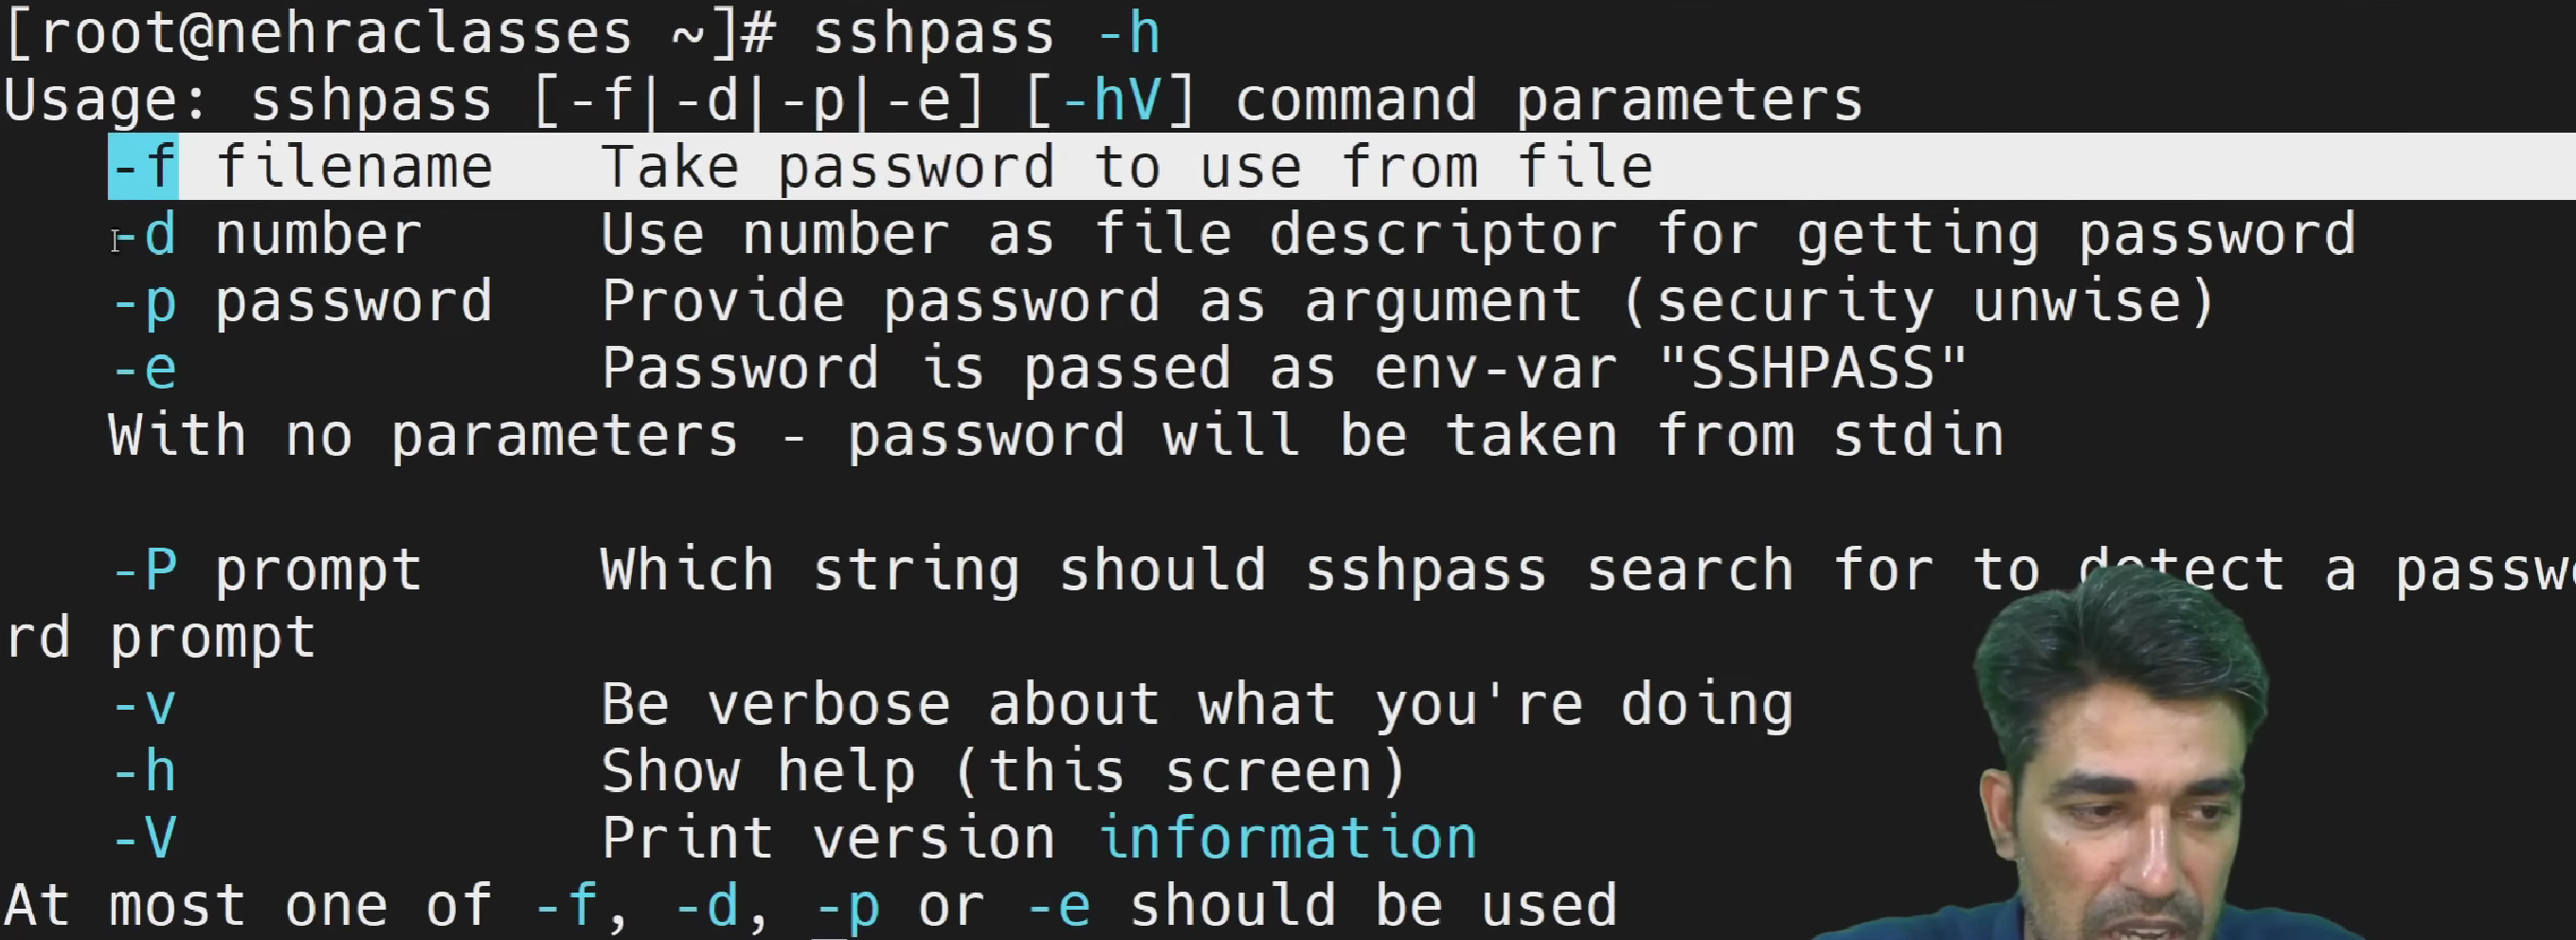 [root@nehraclasses ~]# sshpass -h
Usage: sshpass [-f|-d|-p|-e] [-hV] command parameters
-f filename Take password to use from file
-d number Use number as file descriptor for getting password
-p password Provide password as argument (security unwise)
-e Password is passed as env-var "SSHPASS"
With no parameters - password will be taken from stdin
-P prompt Which string should sshpass search for to detect a passwo
rd prompt
-v Be verbose about what you're doing
-h Show help (this screen)
-V Print version information
At most one of -f, -d, -p or -e should be used